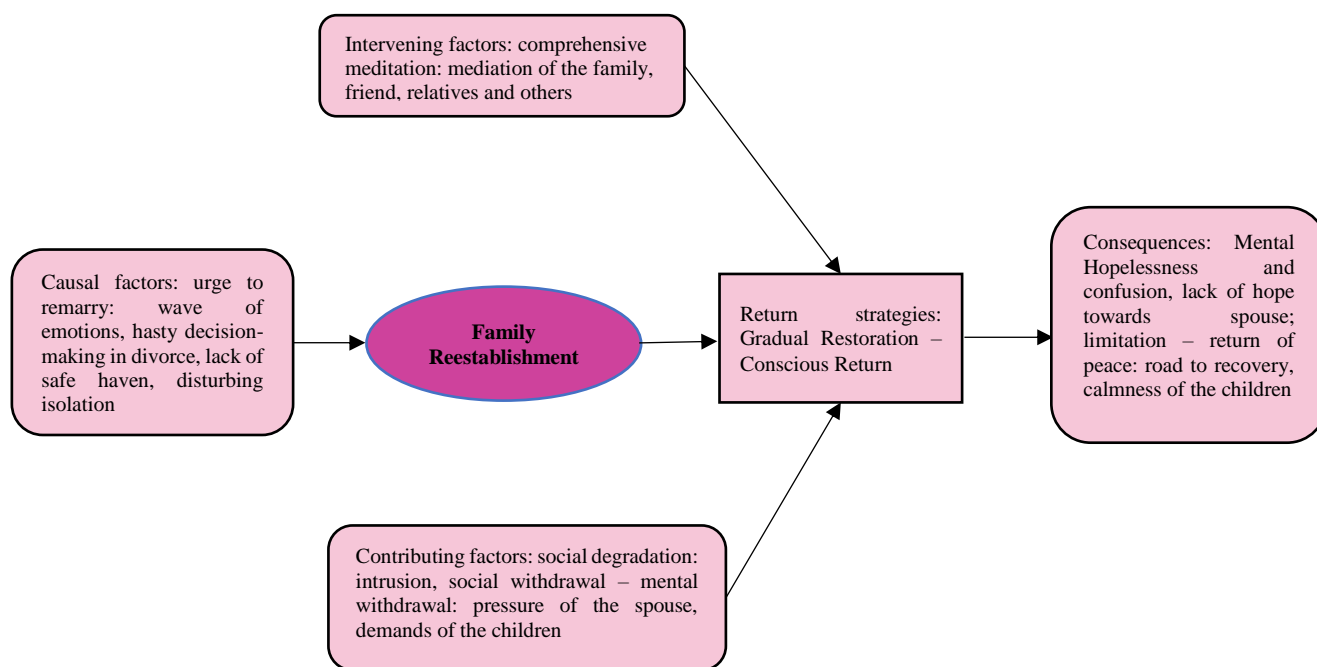 Intervening factors: comprehensive
meditation: mediation of the family,
friend, relatives and others
Causal factors: urge to
remarry: wave of
emotions, hasty decision-
making in divorce, lack of
safe haven, disturbing
isolation
Family
Reestablishment
Return strategies:
Gradual Restoration –
Conscious Return
Consequences: Mental
Hopelessness and
confusion, lack of hope
towards spouse;
limitation – return of
peace: road to recovery,
calmness of the children
Contributing factors: social degradation:
intrusion, social withdrawal – mental
withdrawal: pressure of the spouse,
demands of the children